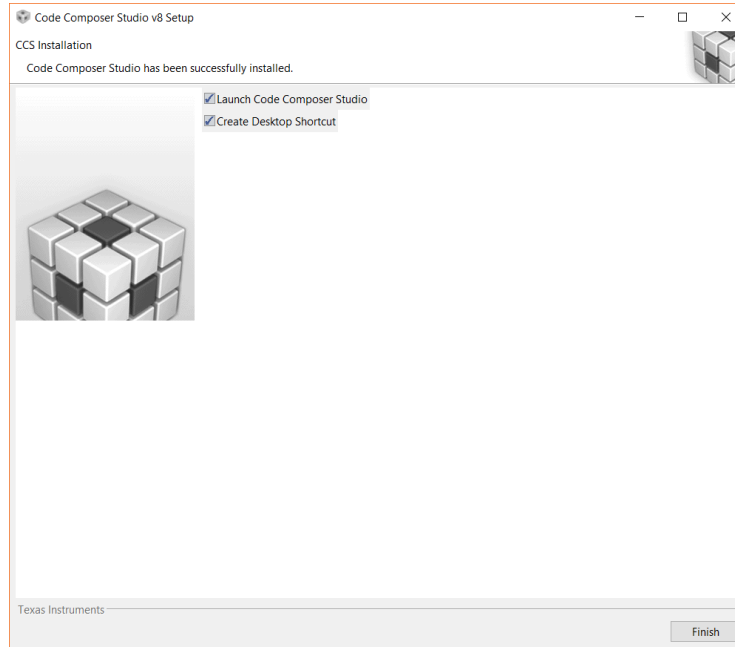 Code Composer Studio v8 Setup
CCS Installation
Code Composer Studio has been successfully installed.
Launch Code Composer Studio
Create Desktop Shortcut
Texas Instruments
Finish